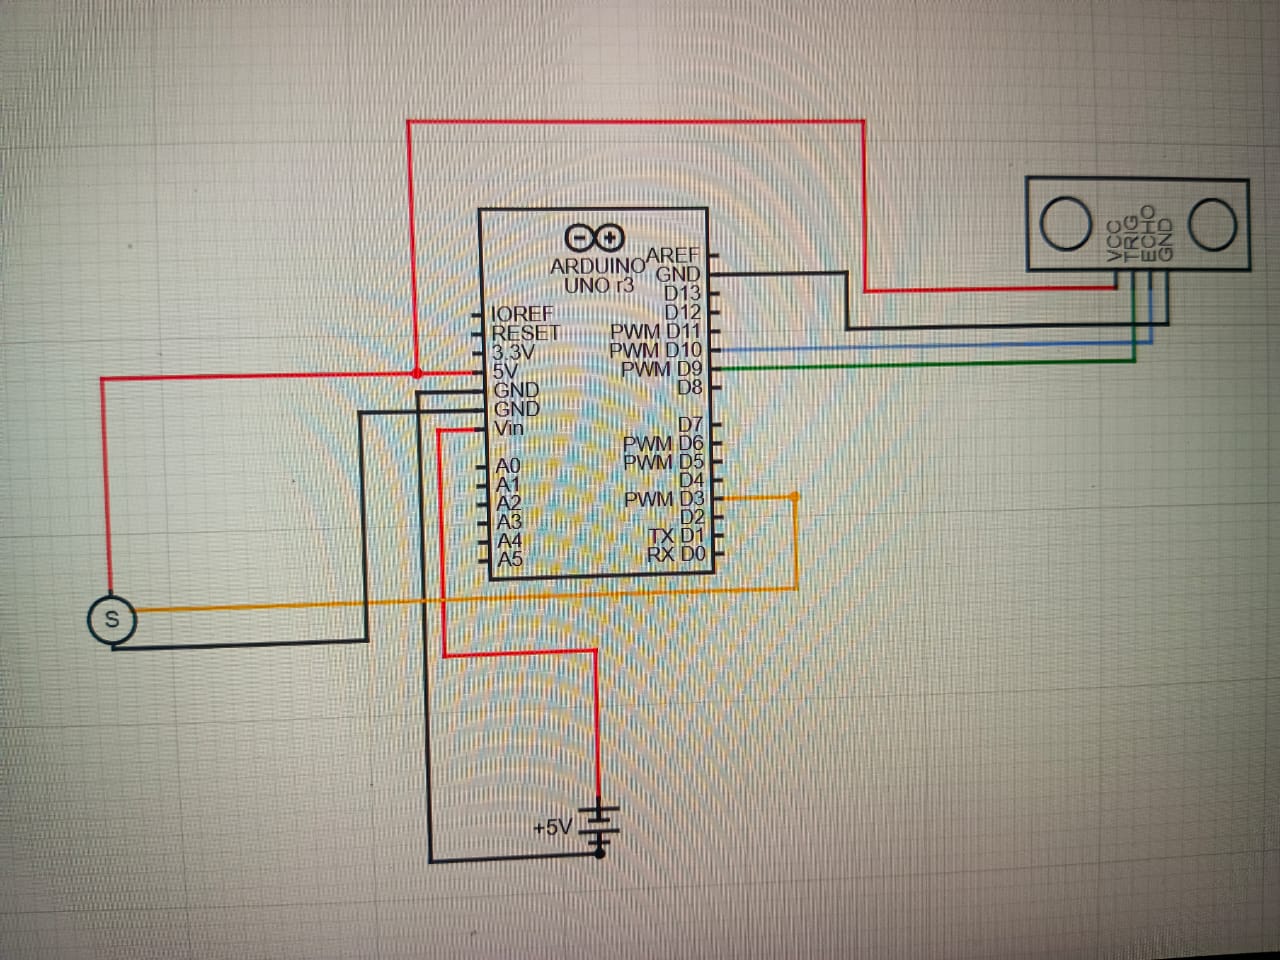 ARDUINO
UNO r3
IOREF
RESET
3.3V
5V
GND
GND
Vin
A0
A1
A2
A3
A4
A5
AREF
GND
D13
D12
PWM D11
PWM D10
PWM D9
D8
D7
PWM D6
PWM D5
D4
PWM D3
D2
TX D1
RX D0
VCC
TRIG
ECHO
GND
S
+5V